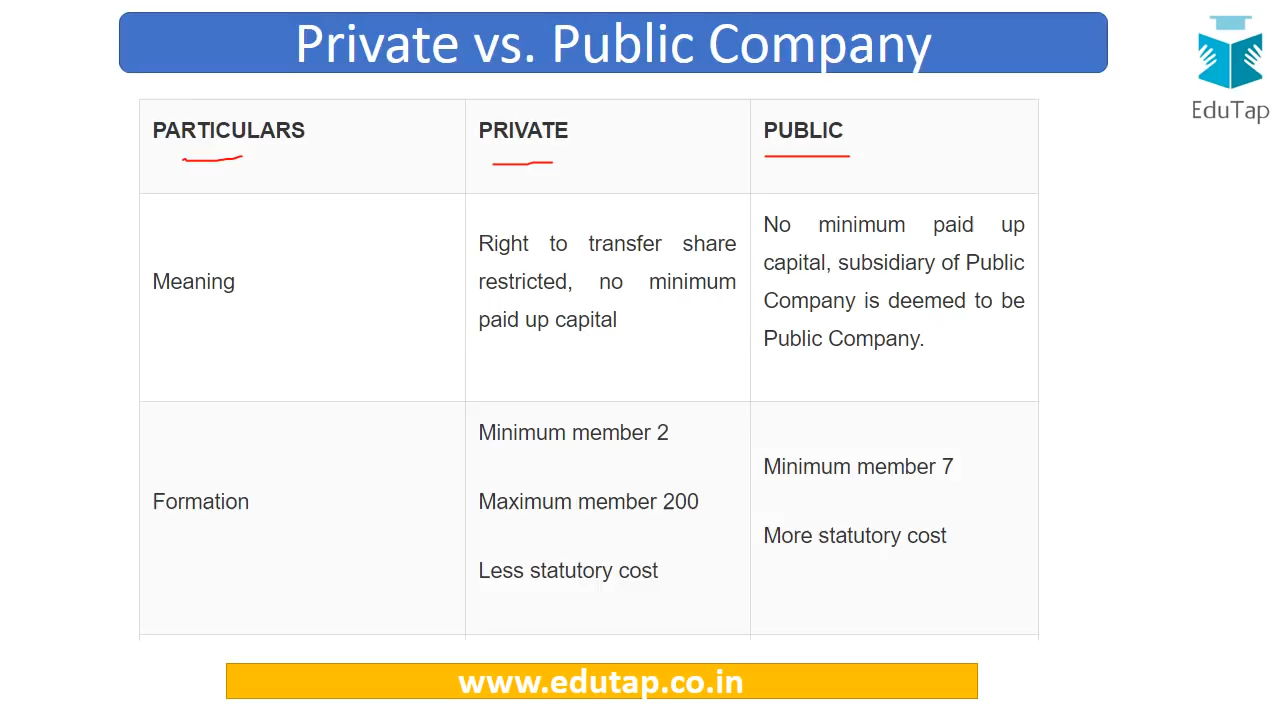 Private vs. Public Company
EduTap
PARTICULARS
PRIVATE
PUBLIC
Meaning
Right to transfer share
restricted, no minimum
paid up capital
No minimum paid up
capital, subsidiary of Public
Company is deemed to be
Public Company.
Formation
Minimum member 2
Maximum member 200
Less statutory cost
Minimum member 7
More statutory cost
www.edutap.co.in